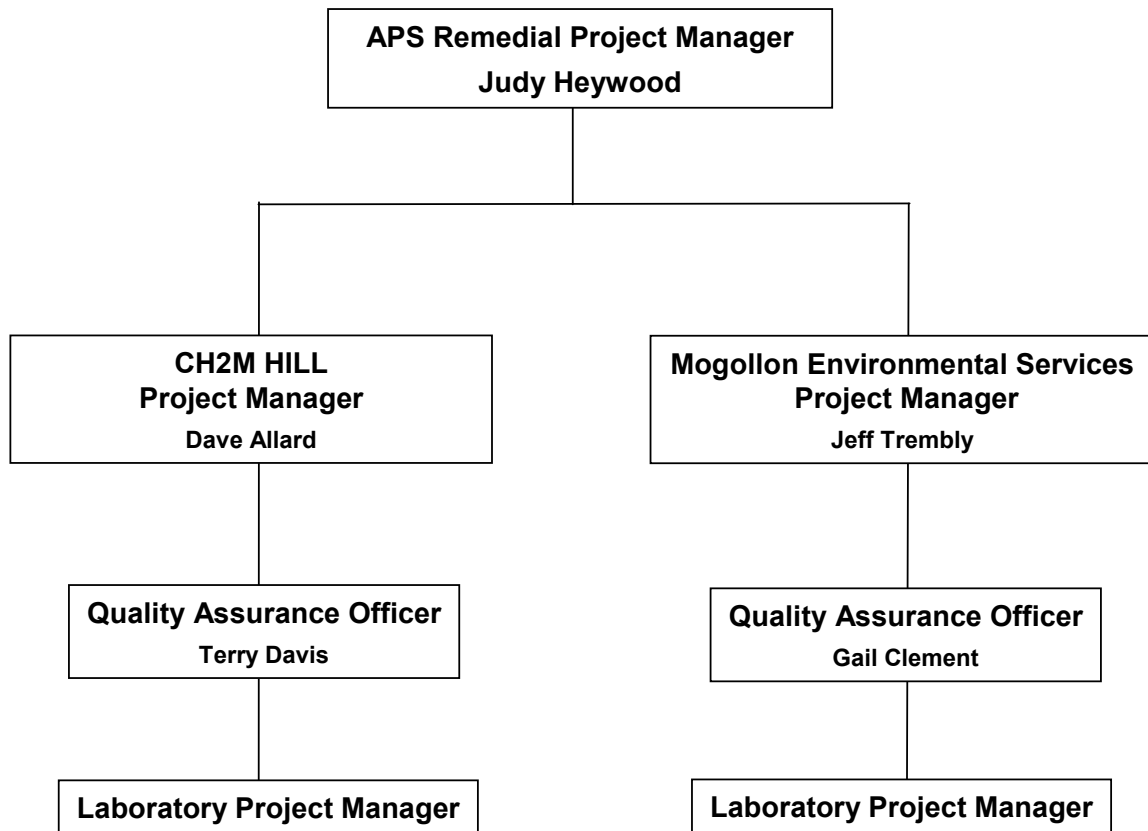 APS Remedial Project Manager
Judy Heywood
CH2M HILL
Project Manager
Dave Allard
Mogollon Environmental Services
Project Manager
Jeff Trembly
Quality Assurance Officer
Terry Davis
Quality Assurance Officer
Gail Clement
Laboratory Project Manager
Laboratory Project Manager